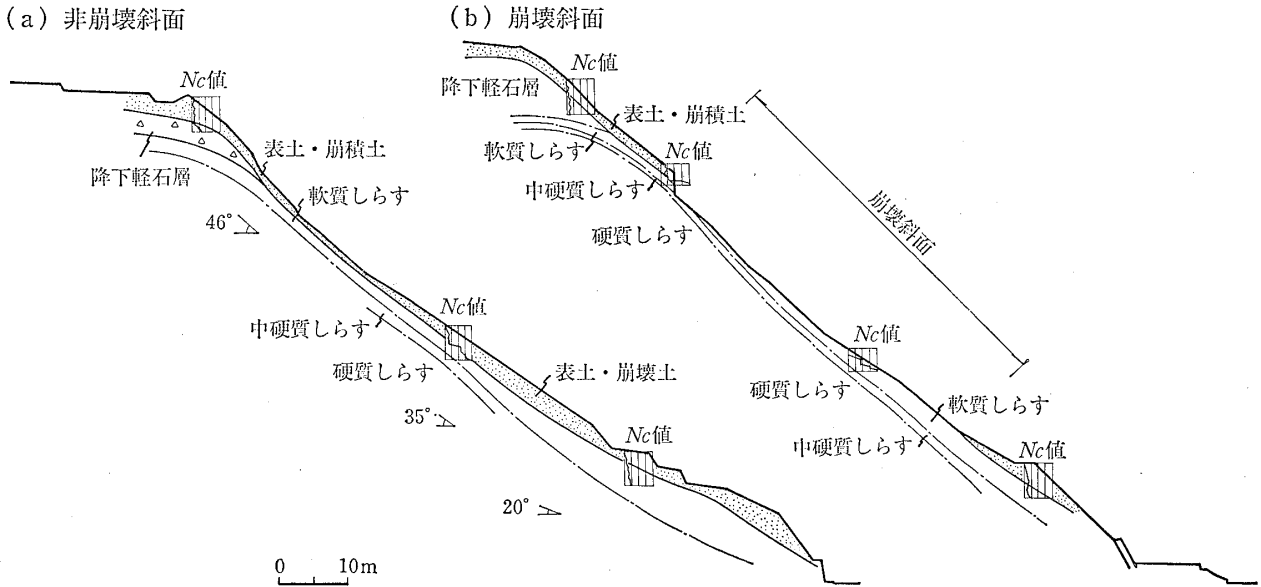 (a) 非崩壊斜面
Nc値
表土・崩積土
降下軽石層
軟質しらす
46°
Nc値
中硬質しらす
硬質しらす
表土・崩壊土
35°
Nc値
20°
0 10m
(b) 崩壊斜面
Nc値
降下軽石層
表土・崩積土
Nc値
軟質しらす
中硬質しらす
硬質しらす
崩壊斜面
Nc値
硬質しらす
軟質しらす
中硬質しらす
Nc値